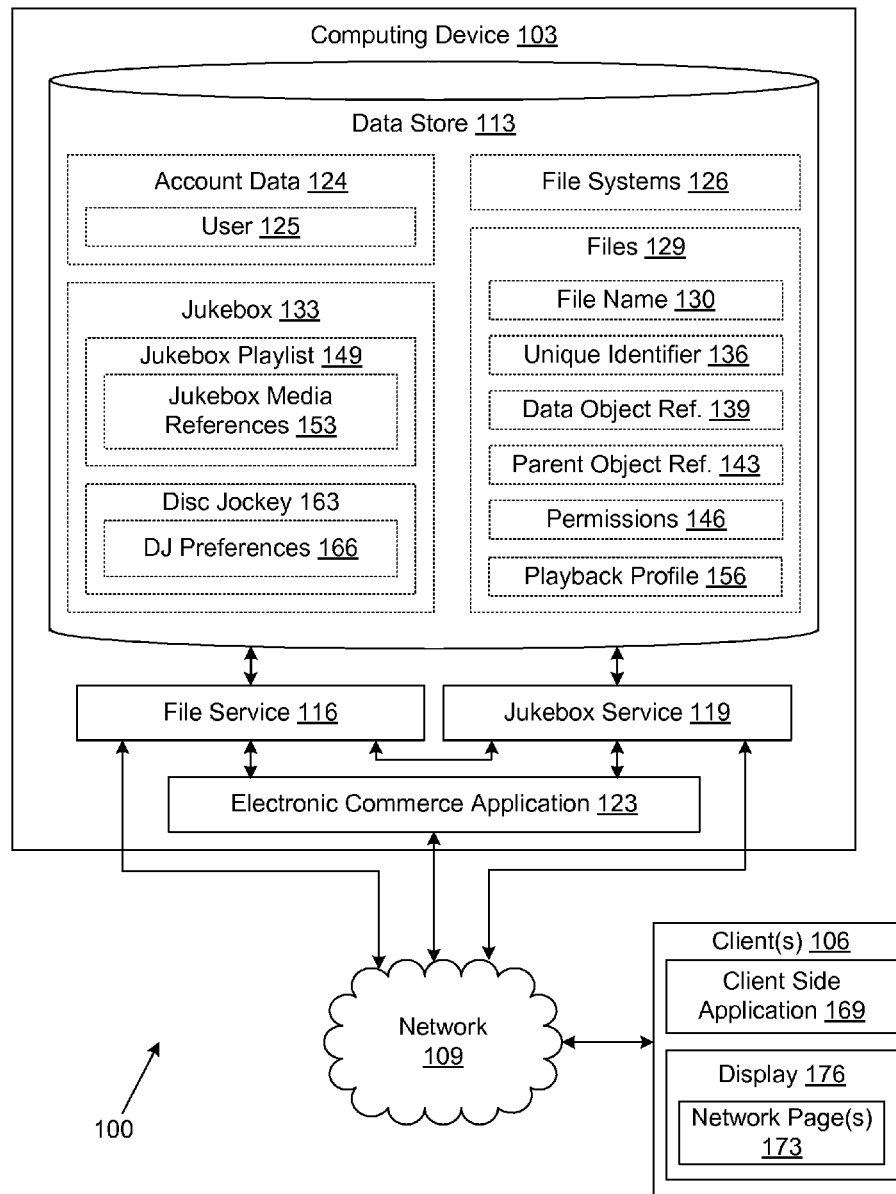 Computing Device 103
Data Store 113
Account Data 124
User 125
Jukebox 133
Jukebox Playlist 149
Jukebox Media
References 153
Disc Jockey 163
DJ Preferences 166
File Systems 126
Files 129
File Name 130
Unique Identifier 136
Data Object Ref. 139
Parent Object Ref. 143
Permissions 146
Playback Profile 156
File Service 116
Jukebox Service 119
Electronic Commerce Application 123
Network
109
Client(s) 106
Client Side
Application 169
Display 176
Network Page(s)
173
100